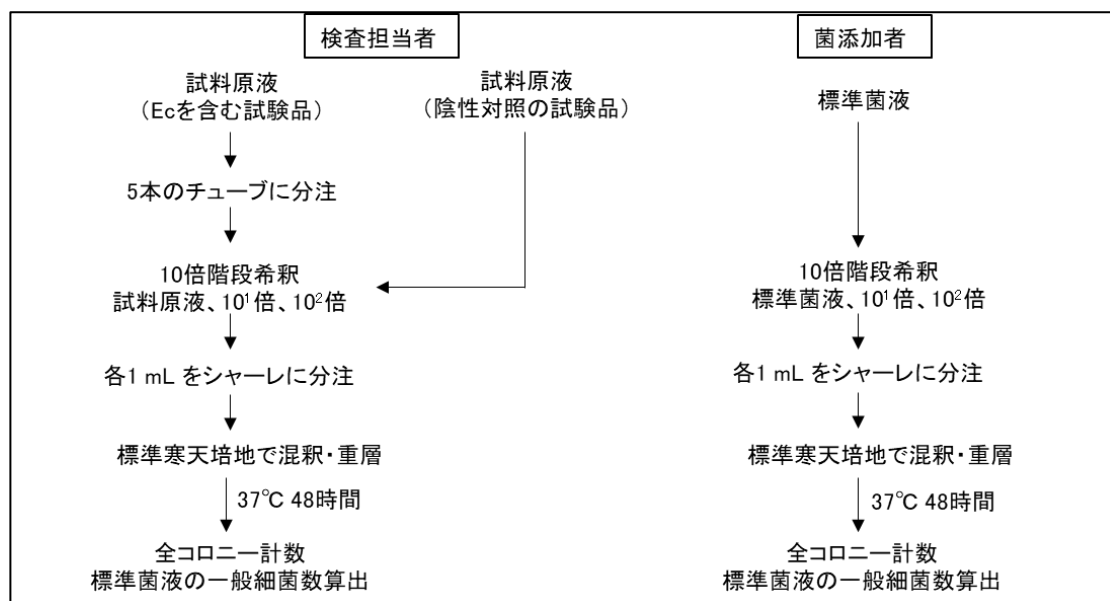 検査担当者
試料原液
（Ecを含む試験品）
試料原液
（陰性対照の試験品）
5本のチューブに分注
10倍階段希釈
試料原液、10¹倍、10²倍
各1 mL をシャーレに分注
標準寒天培地で混釈・重層
37℃ 48時間
全コロニー計数
標準菌液の一般細菌数算出
菌添加者
標準菌液
10倍階段希釈
標準菌液、10¹倍、10²倍
各1 mL をシャーレに分注
標準寒天培地で混釈・重層
37℃ 48時間
全コロニー計数
標準菌液の一般細菌数算出